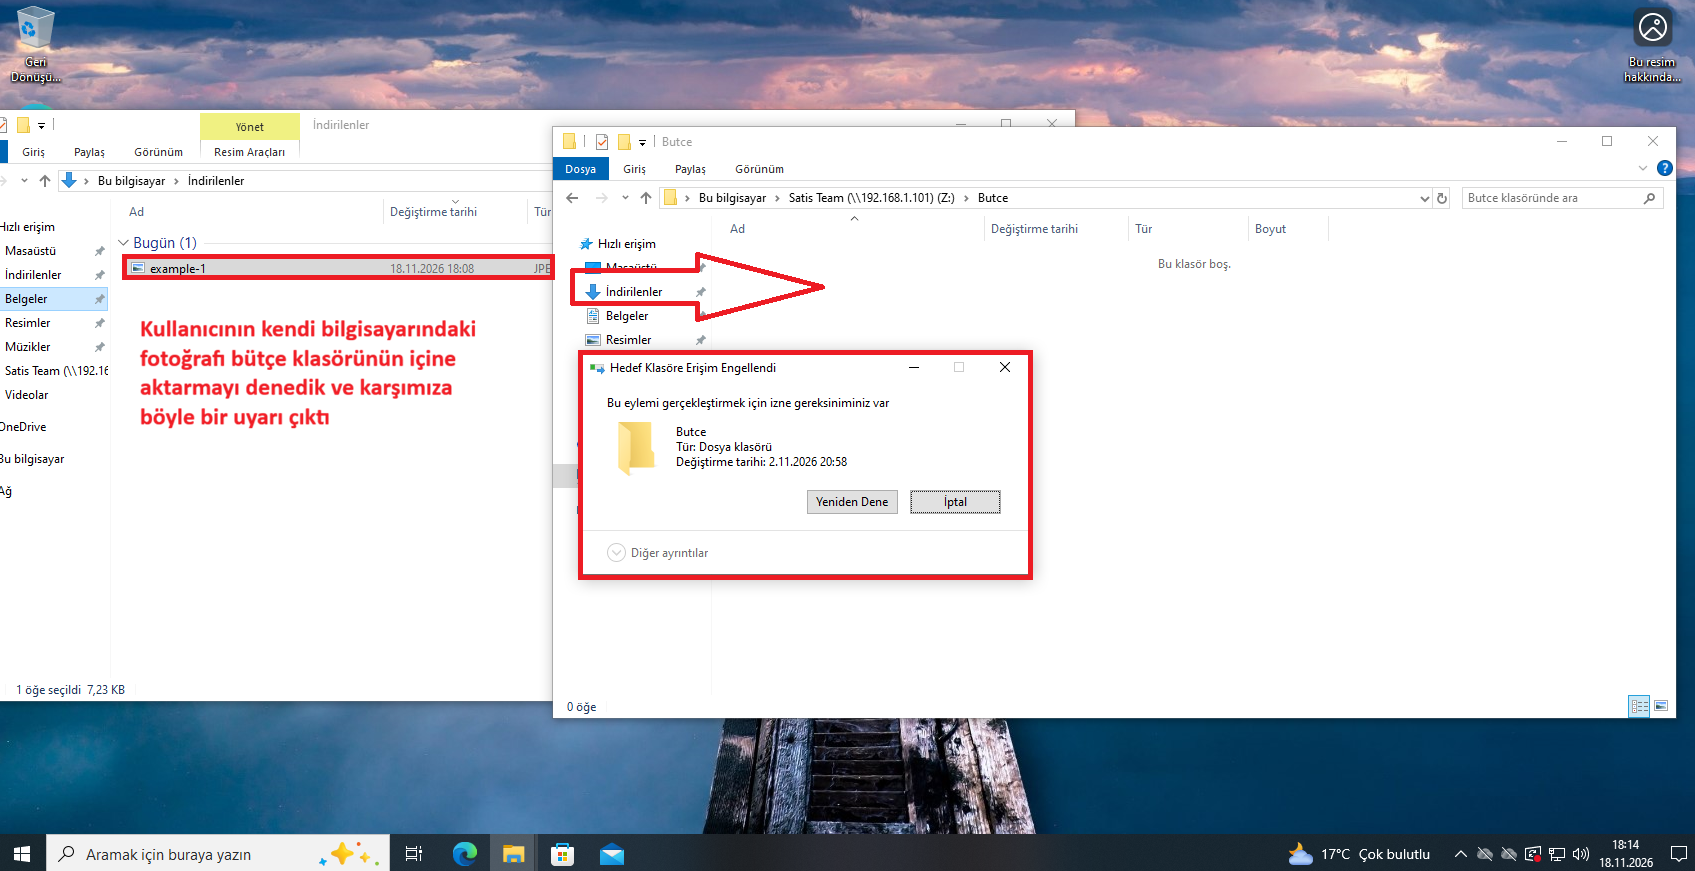 Geri
Dönüşü...
Bu resim
hakkında...
Yönet
İndirilenler
Giriş
Paylaş
Görünüm
Resim Araçları
Bu bilgisayar
İndirilenler
Ad
Değiştirme tarihi
Tür
Hızlı erişim
Masaüstü
İndirilenler
Belgeler
Resimler
Müzikler
Satis Team (\\192.16
Videolar
OneDrive
Bu bilgisayar
Ağ
Bugün (1)
example-1
18.11.2026 18:08
JPE
Kullanıcının kendi bilgisayarındaki
fotoğrafı bütçe klasörünün içine
aktarmayı denedik ve karşımıza
böyle bir uyarı çıktı
1 öğe seçildi 7,23 KB
Butce
Dosya
Giriş
Paylaş
Görünüm
Bu bilgisayar
Satis Team (\\192.168.1.101) (Z:)
Butce
Butce klasöründe ara
Ad
Değiştirme tarihi
Tür
Boyut
Bu klasör boş.
Hızlı erişim
Masaüstü
İndirilenler
Belgeler
Resimler
Hedef Klasöre Erişim Engellendi
Bu eylemi gerçekleştirmek için izne gereksiniminiz var
Butce
Tür: Dosya klasörü
Değiştirme tarihi: 2.11.2026 20:58
Yeniden Dene
İptal
Diğer ayrıntılar
0 öğe
Aramak için buraya yazın
17°C Çok bulutlu
18:14
18.11.2026